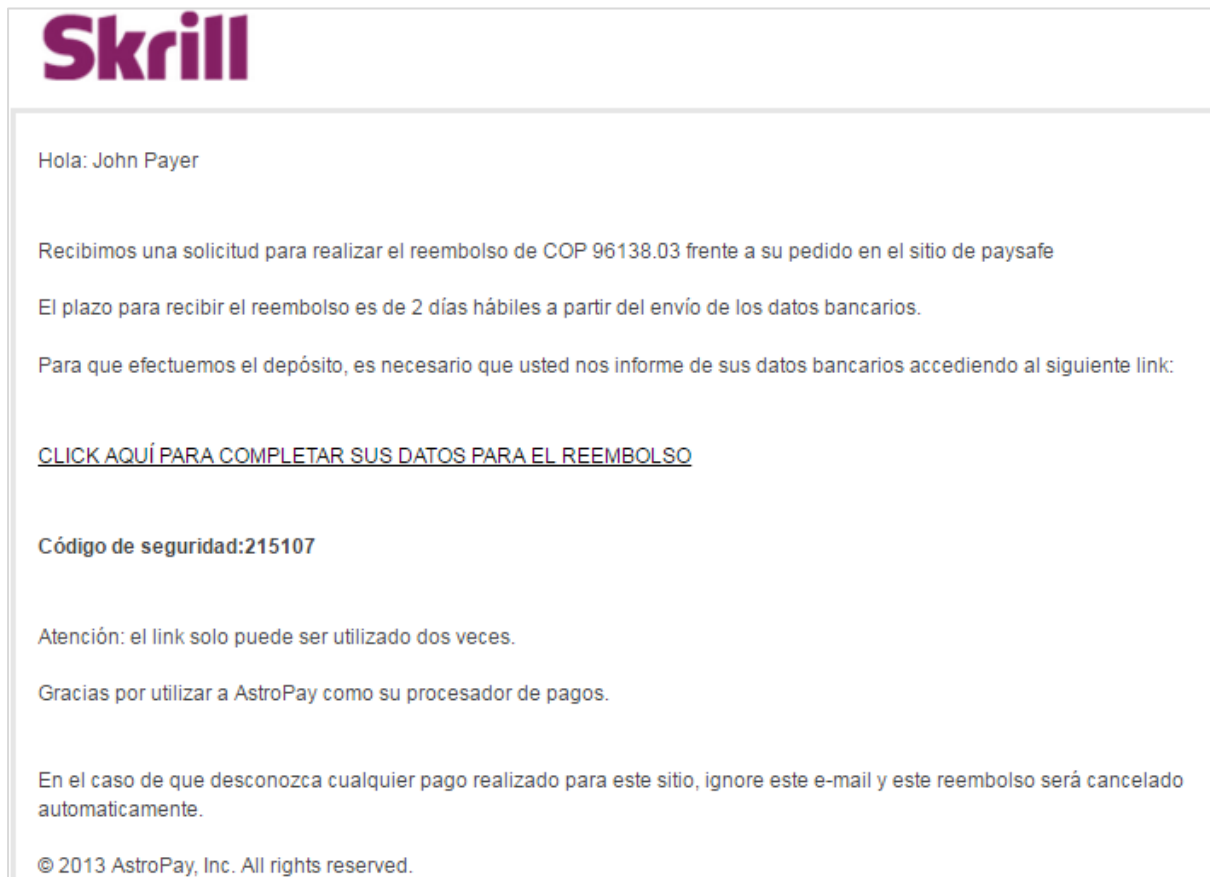 Skrill
Hola: John Payer
Recibimos una solicitud para realizar el reembolso de COP 96138.03 frente a su pedido en el sitio de paysafe
El plazo para recibir el reembolso es de 2 días hábiles a partir del envío de los datos bancarios.
Para que efectuemos el depósito, es necesario que usted nos informe de sus datos bancarios accediendo al siguiente link:
CLICK AQUÍ PARA COMPLETAR SUS DATOS PARA EL REEMBOLSO
Código de seguridad:215107
Atención: el link solo puede ser utilizado dos veces.
Gracias por utilizar a AstroPay como su procesador de pagos.
En el caso de que desconozca cualquier pago realizado para este sitio, ignore este e-mail y este reembolso será cancelado
automaticamente.
© 2013 AstroPay, Inc. All rights reserved.